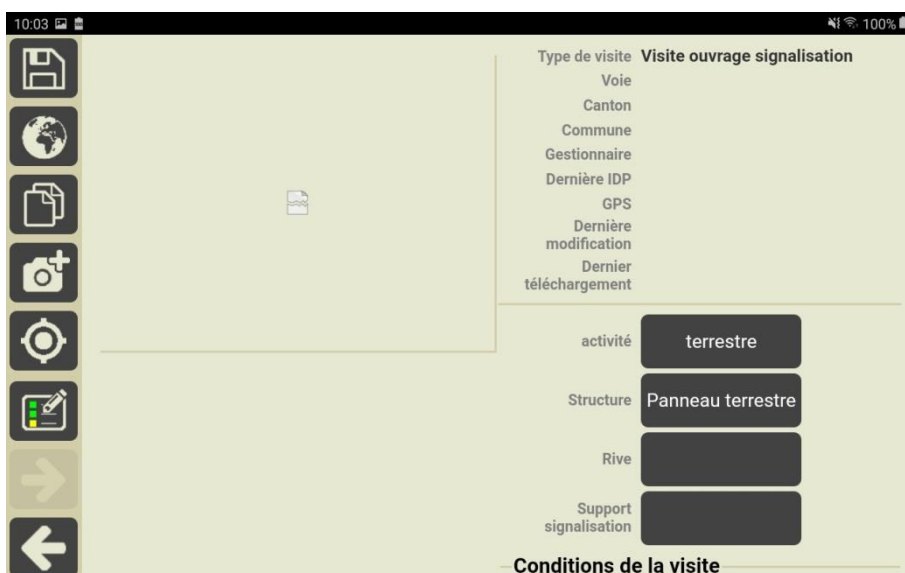 10:03
100%
Type de visite Visite ouvrage signalisation
Voie
Canton
Commune
Gestionnaire
Dernière IDP
GPS
Dernière
modification
Dernier
téléchargement
activité terrestre
Structure Panneau terrestre
Rive
Support
signalisation
Conditions de la visite